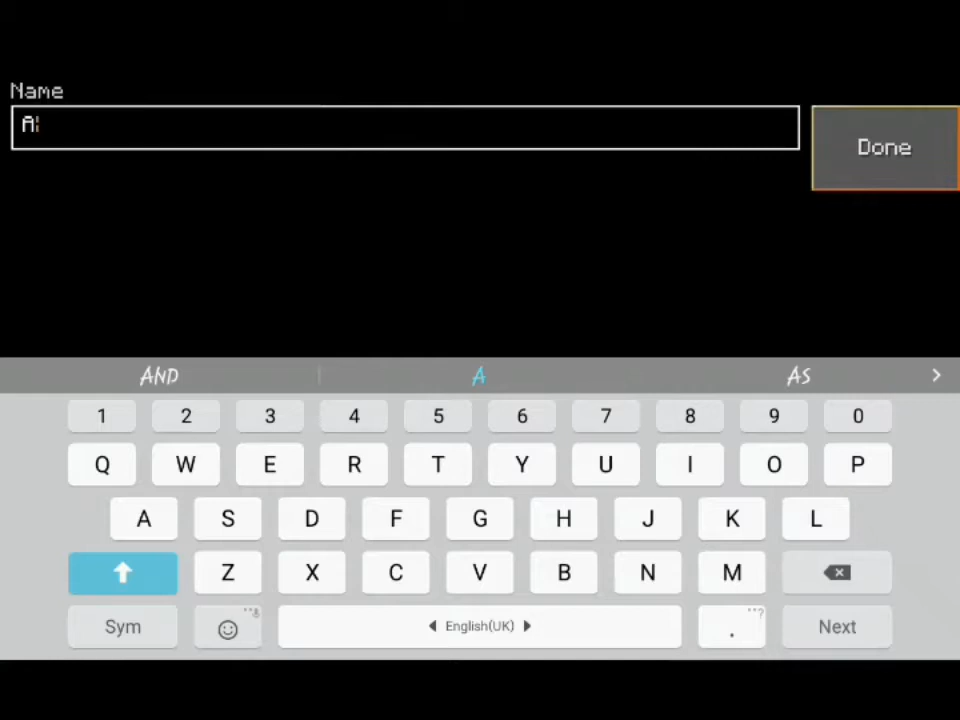 Name
A
Done
AND A AS
1 2 3 4 5 6 7 8 9 0
Q W E R T Y U I O P
A S D F G H J K L
Z X C V B N M
Sym English(UK) . ? Next